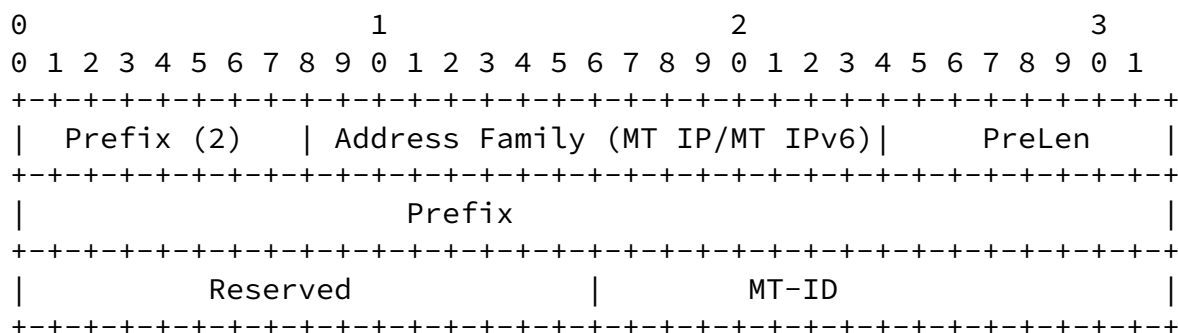 0                   1                   2                   3
0 1 2 3 4 5 6 7 8 9 0 1 2 3 4 5 6 7 8 9 0 1 2 3 4 5 6 7 8 9 0 1
+-+-+-+-+-+-+-+-+-+-+-+-+-+-+-+-+-+-+-+-+-+-+-+-+-+-+-+-+-+-+-+-+
|  Prefix (2)   | Address Family (MT IP/MT IPv6)|     PreLen    |
+-+-+-+-+-+-+-+-+-+-+-+-+-+-+-+-+-+-+-+-+-+-+-+-+-+-+-+-+-+-+-+-+
|                     Prefix                                    |
+-+-+-+-+-+-+-+-+-+-+-+-+-+-+-+-+-+-+-+-+-+-+-+-+-+-+-+-+-+-+-+-+
|          Reserved             |        MT-ID                  |
+-+-+-+-+-+-+-+-+-+-+-+-+-+-+-+-+-+-+-+-+-+-+-+-+-+-+-+-+-+-+-+-+